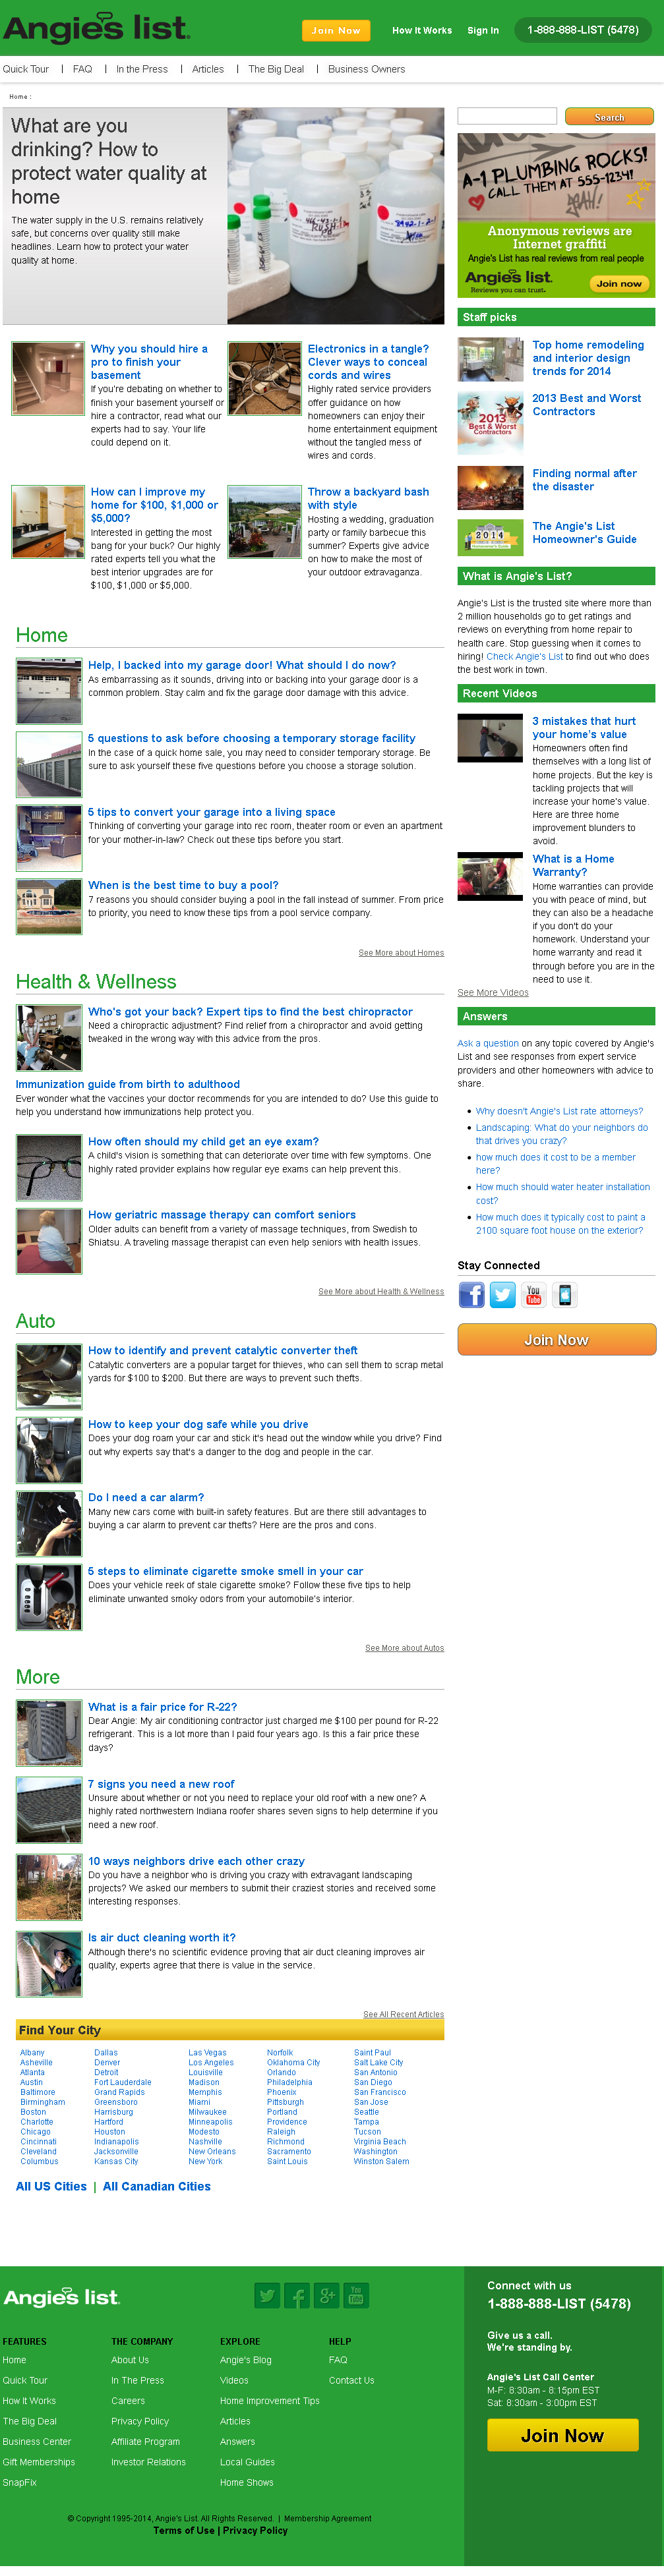 Angie's list.
Join Now
How It Works
Sign In
1-888-888-LIST (5478)
Quick Tour
FAQ
In the Press
Articles
The Big Deal
Business Owners
Home :
What are you
drinking? How to
protect water quality at
home
The water supply in the U.S. remains relatively
safe, but concerns over quality still make
headlines. Learn how to protect your water
quality at home.
Why you should hire a
pro to finish your
basement
If you're debating on whether to
finish your basement yourself or
hire a contractor, read what our
experts had to say. Your life
could depend on it.
Electronics in a tangle?
Clever ways to conceal
cords and wires
Highly rated service providers
offer guidance on how
homeowners can enjoy their
home entertainment equipment
without the tangled mess of
wires and cords.
How can I improve my
home for $100, $1,000 or
$5,000?
Interested in getting the most
bang for your buck? Our highly
rated experts tell you what the
best interior upgrades are for
$100, $1,000 or $5,000.
Throw a backyard bash
with style
Hosting a wedding, graduation
party or family barbecue this
summer? Experts give advice
on how to make the most of
your outdoor extravaganza.
Home
Help, I backed into my garage door! What should I do now?
As embarrassing as it sounds, driving into or backing into your garage door is a
common problem. Stay calm and fix the garage door damage with this advice.
5 questions to ask before choosing a temporary storage facility
In the case of a quick home sale, you may need to consider temporary storage. Be
sure to ask yourself these five questions before you choose a storage solution.
5 tips to convert your garage into a living space
Thinking of converting your garage into rec room, theater room or even an apartment
for your mother-in-law? Check out these tips before you start.
When is the best time to buy a pool?
7 reasons you should consider buying a pool in the fall instead of summer. From price
to priority, you need to know these tips from a pool service company.
See More about Homes
Health & Wellness
Who's got your back? Expert tips to find the best chiropractor
Need a chiropractic adjustment? Find relief from a chiropractor and avoid getting
tweaked in the wrong way with this advice from the pros.
Immunization guide from birth to adulthood
Ever wonder what the vaccines your doctor recommends for you are intended to do? Use this guide to
help you understand how immunizations help protect you.
How often should my child get an eye exam?
A child's vision is something that can deteriorate over time with few symptoms. One
highly rated provider explains how regular eye exams can help prevent this.
How geriatric massage therapy can comfort seniors
Older adults can benefit from a variety of massage techniques, from Swedish to
Shiatsu. A traveling massage therapist can even help seniors with health issues.
See More about Health & Wellness
Auto
How to identify and prevent catalytic converter theft
Catalytic converters are a popular target for thieves, who can sell them to scrap metal
yards for $100 to $200. But there are ways to prevent such thefts.
How to keep your dog safe while you drive
Does your dog roam your car and stick it's head out the window while you drive? Find
out why experts say that's a danger to the dog and people in the car.
Do I need a car alarm?
Many new cars come with built-in safety features. But are there still advantages to
buying a car alarm to prevent car thefts? Here are the pros and cons.
5 steps to eliminate cigarette smoke smell in your car
Does your vehicle reek of stale cigarette smoke? Follow these five tips to help
eliminate unwanted smoky odors from your automobile's interior.
See More about Autos
More
What is a fair price for R-22?
Dear Angie: My air conditioning contractor just charged me $100 per pound for R-22
refrigerant. This is a lot more than I paid four years ago. Is this a fair price these
days?
7 signs you need a new roof
Unsure about whether or not you need to replace your old roof with a new one? A
highly rated northwestern Indiana roofer shares seven signs to help determine if you
need a new roof.
10 ways neighbors drive each other crazy
Do you have a neighbor who is driving you crazy with extravagant landscaping
projects? We asked our members to submit their craziest stories and received some
interesting responses.
Is air duct cleaning worth it?
Although there's no scientific evidence proving that air duct cleaning improves air
quality, experts agree that there is value in the service.
See All Recent Articles
Search
A-1 PLUMBING ROCKS!
CALL THEM AT 555-1234!
Anonymous reviews are
Internet graffiti
Angie's List has real reviews from real people
Angie's list.
Reviews you can trust.
Join now
Staff picks
Top home remodeling
and interior design
trends for 2014
2013 Best and Worst
Contractors
Finding normal after
the disaster
The Angie's List
Homeowner's Guide
What is Angie's List?
Angie's List is the trusted site where more than
2 million households go to get ratings and
reviews on everything from home repair to
health care. Stop guessing when it comes to
hiring! Check Angie's List to find out who does
the best work in town.
Recent Videos
3 mistakes that hurt
your home's value
Homeowners often find
themselves with a long list of
home projects. But the key is
tackling projects that will
increase your home's value.
Here are three home
improvement blunders to
avoid.
What is a Home
Warranty?
Home warranties can provide
you with peace of mind, but
they can also be a headache
if you don't do your
homework. Understand your
home warranty and read it
through before you are in the
need to use it.
See More Videos
Answers
Ask a question on any topic covered by Angie's
List and see responses from expert service
providers and other homeowners with advice to
share.
Why doesn't Angie's List rate attorneys?
Landscaping: What do your neighbors do
that drives you crazy?
how much does it cost to be a member
here?
How much should water heater installation
cost?
How much does it typically cost to paint a
2100 square foot house on the exterior?
Stay Connected
Join Now
Find Your City
Albany Dallas Las Vegas Norfolk Saint Paul
Asheville Denver Los Angeles Oklahoma City Salt Lake City
Atlanta Detroit Louisville Orlando San Antonio
Austin Fort Lauderdale Madison Philadelphia San Diego
Baltimore Grand Rapids Memphis Phoenix San Francisco
Birmingham Greensboro Miami Pittsburgh San Jose
Boston Harrisburg Milwaukee Portland Seattle
Charlotte Hartford Minneapolis Providence Tampa
Chicago Houston Modesto Raleigh Tucson
Cincinnati Indianapolis Nashville Richmond Virginia Beach
Cleveland Jacksonville New Orleans Sacramento Washington
Columbus Kansas City New York Saint Louis Winston Salem
All US Cities | All Canadian Cities
Angie's list.
FEATURES
Home
Quick Tour
How It Works
The Big Deal
Business Center
Gift Memberships
SnapFix
THE COMPANY
About Us
In The Press
Careers
Privacy Policy
Affiliate Program
Investor Relations
EXPLORE
Angie's Blog
Videos
Home Improvement Tips
Articles
Answers
Local Guides
Home Shows
HELP
FAQ
Contact Us
Connect with us
1-888-888-LIST (5478)
Give us a call.
We're standing by.
Angie's List Call Center
M-F: 8:30am - 8:15pm EST
Sat: 8:30am - 3:00pm EST
Join Now
© Copyright 1995-2014, Angie's List. All Rights Reserved. | Membership Agreement
Terms of Use | Privacy Policy